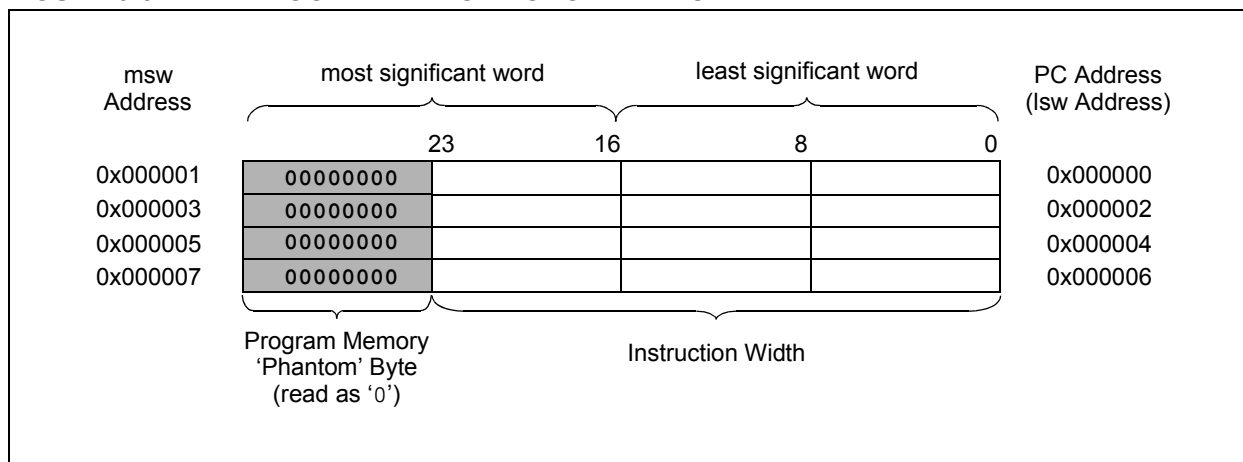 msw
Address
most significant word
least significant word
PC Address
(lsw Address)
23
16
8
0
0x000001
00000000
0x000000
0x000003
00000000
0x000002
0x000005
00000000
0x000004
0x000007
00000000
0x000006
Program Memory
‘Phantom’ Byte
(read as ‘0’)
Instruction Width